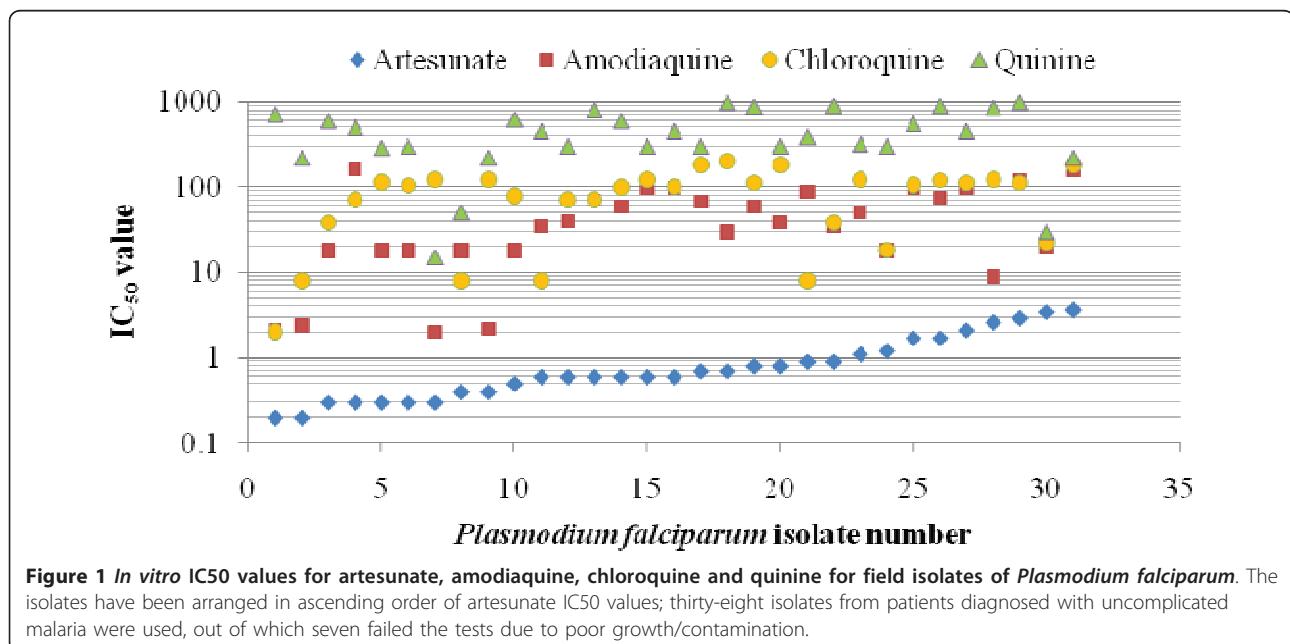 Artesunate Amodiaquine Chloroquine Quinine
1000
100
10
1
0.1
IC50 value
0 5 10 15 20 25 30 35
Plasmodium falciparum isolate number
Figure 1 In vitro IC50 values for artesunate, amodiaquine, chloroquine and quinine for field isolates of Plasmodium falciparum. The
isolates have been arranged in ascending order of artesunate IC50 values; thirty-eight isolates from patients diagnosed with uncomplicated
malaria were used, out of which seven failed the tests due to poor growth/contamination.